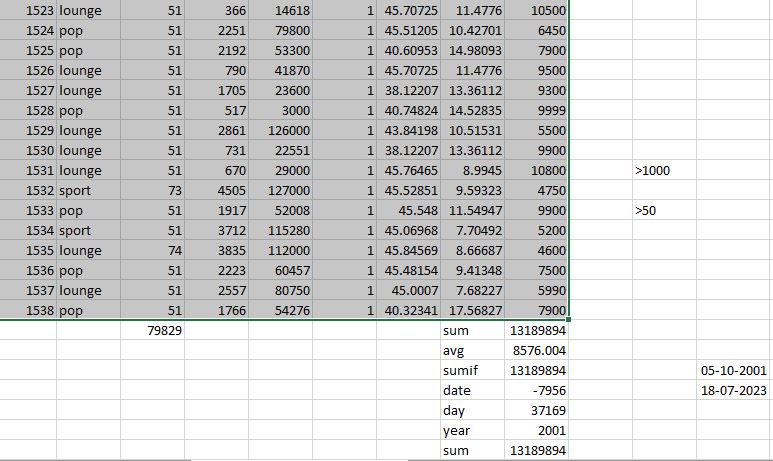 1523 lounge 51 366 14618 1 45.70725 11.4776 10500
1524 pop 51 2251 79800 1 45.51205 10.42701 6450
1525 pop 51 2192 53300 1 40.60953 14.98093 7900
1526 lounge 51 790 41870 1 45.70725 11.4776 9500
1527 lounge 51 1705 23600 1 38.12207 13.36112 9300
1528 pop 51 517 3000 1 40.74824 14.52835 9999
1529 lounge 51 2861 126000 1 43.84198 10.51531 5500
1530 lounge 51 731 22551 1 38.12207 13.36112 9900
1531 lounge 51 670 29000 1 45.76465 8.9945 10800 >1000
1532 sport 73 4505 127000 1 45.52851 9.59323 4750
1533 pop 51 1917 52008 1 45.548 11.54947 9900 >50
1534 sport 51 3712 115280 1 45.06968 7.70492 5200
1535 lounge 74 3835 112000 1 45.84569 8.66687 4600
1536 pop 51 2223 60457 1 45.48154 9.41348 7500
1537 lounge 51 2557 80750 1 45.0007 7.68227 5990
1538 pop 51 1766 54276 1 40.32341 17.56827 7900
79829 sum 13189894
avg 8576.004
sumif 13189894 05-10-2001
date -7956 18-07-2023
day 37169
year 2001
sum 13189894